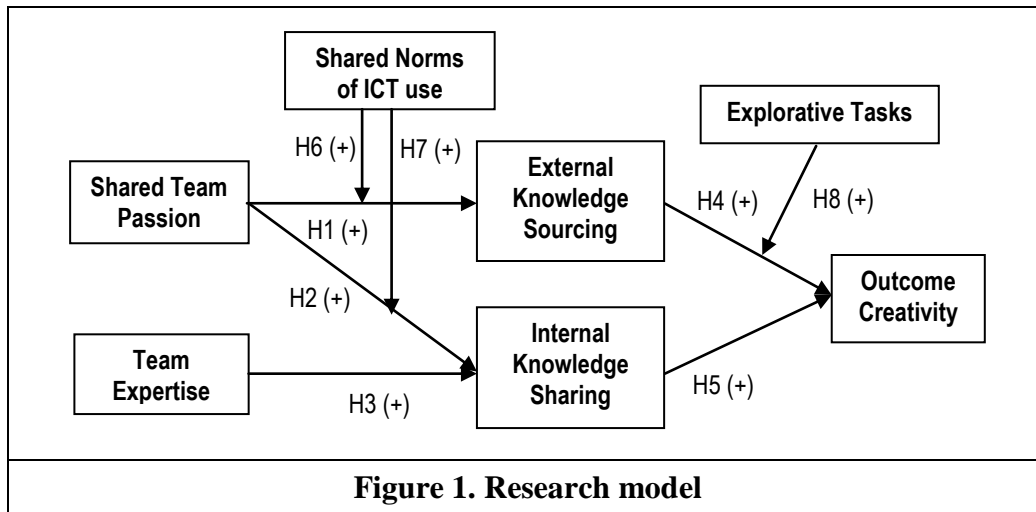 Shared Norms
of ICT use
Explorative Tasks
H6 (+)
H7 (+)
Shared Team
Passion
External
Knowledge
Sourcing
H4 (+)
H8 (+)
H1 (+)
H2 (+)
Outcome
Creativity
Team
Expertise
Internal
Knowledge
Sharing
H3 (+)
H5 (+)
Figure 1. Research model